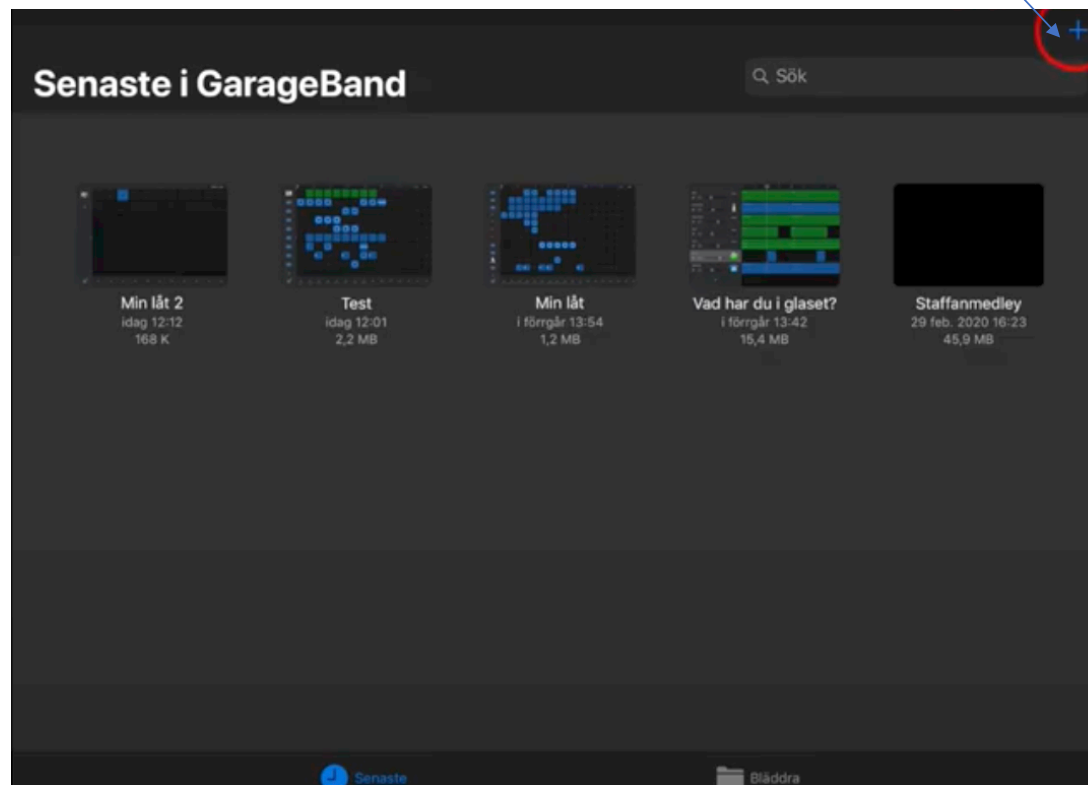 Senaste i GarageBand
Sök
Min låt 2
idag 12:12
168 K
Test
idag 12:01
2,2 MB
Min låt
i förrgår 13:54
1,2 MB
Vad har du i glaset?
i förrgår 13:42
15,4 MB
Staffanmedley
29 feb. 2020 16:23
45,9 MB
Senaste
Bläddra